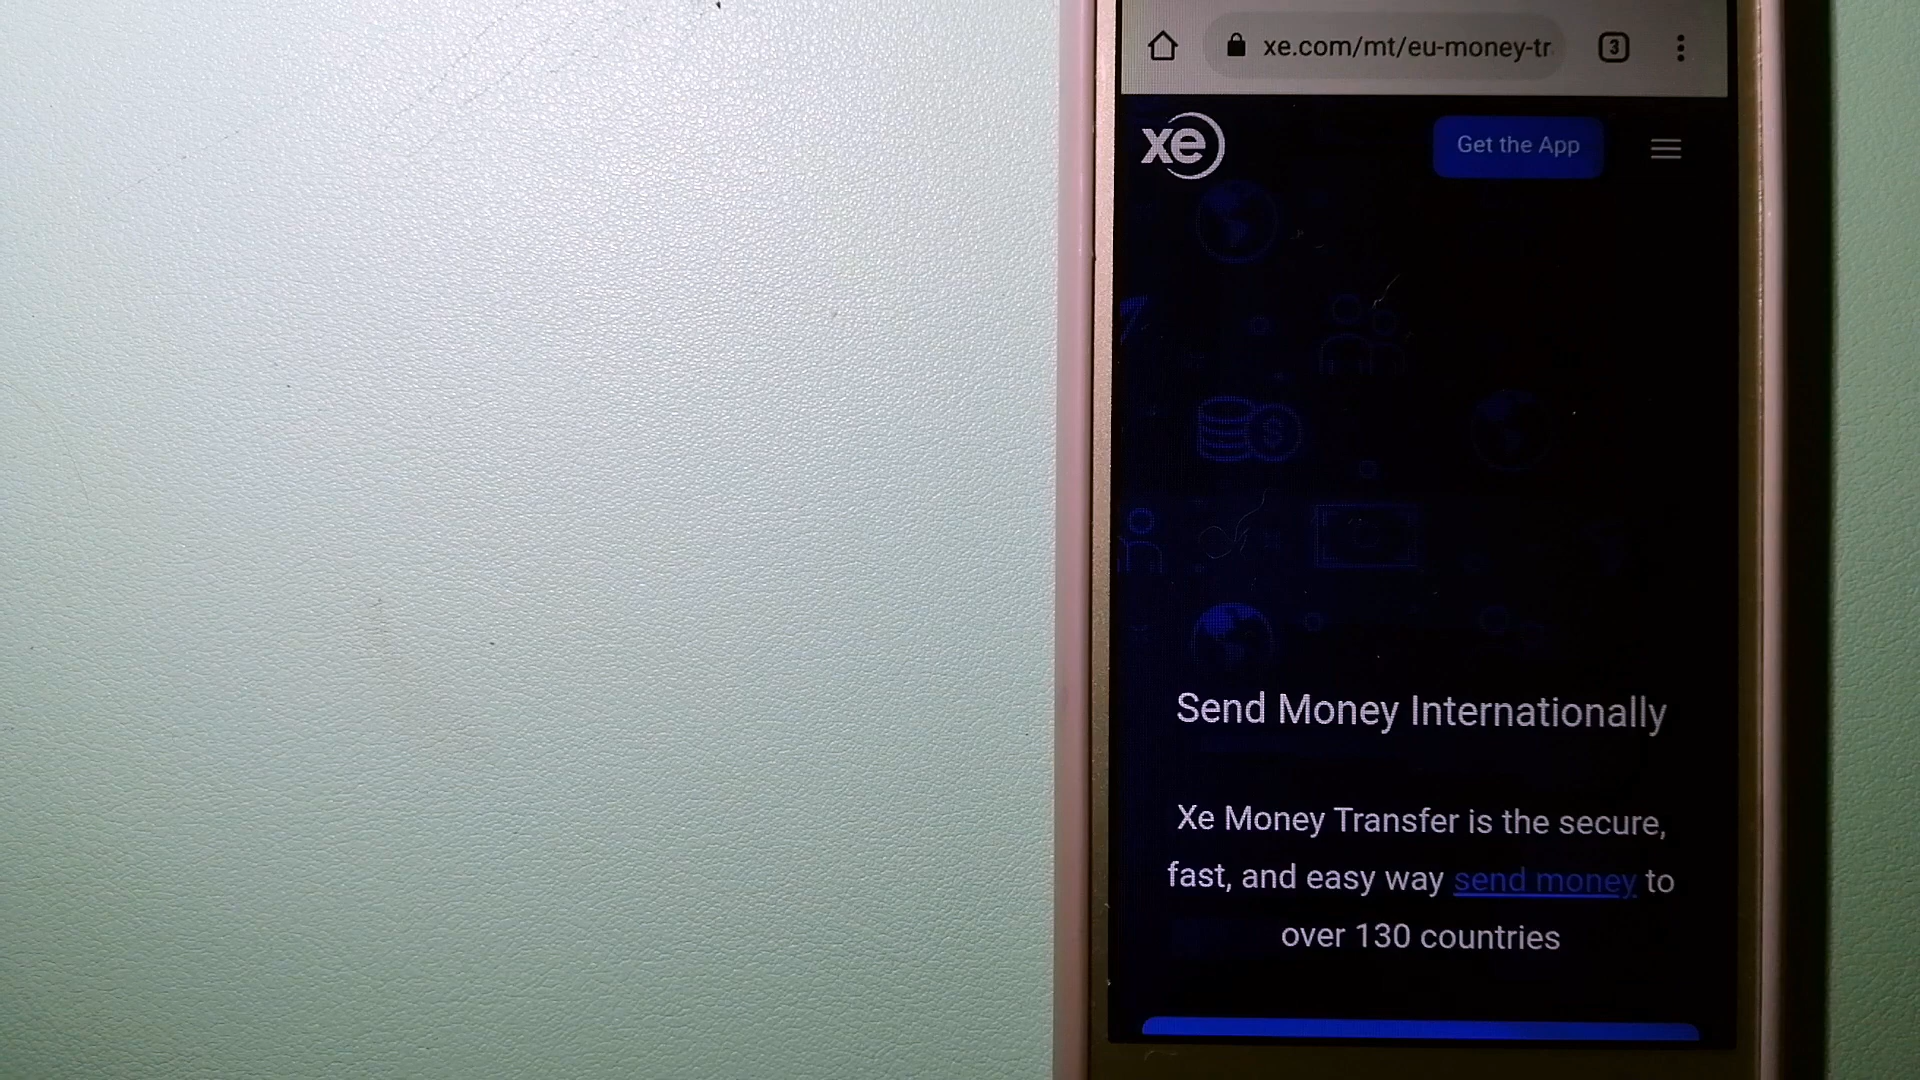 xe.com/mt/eu-money-tr
3
xe
Get the App
Send Money Internationally
Xe Money Transfer is the secure,
fast, and easy way send money to
over 130 countries